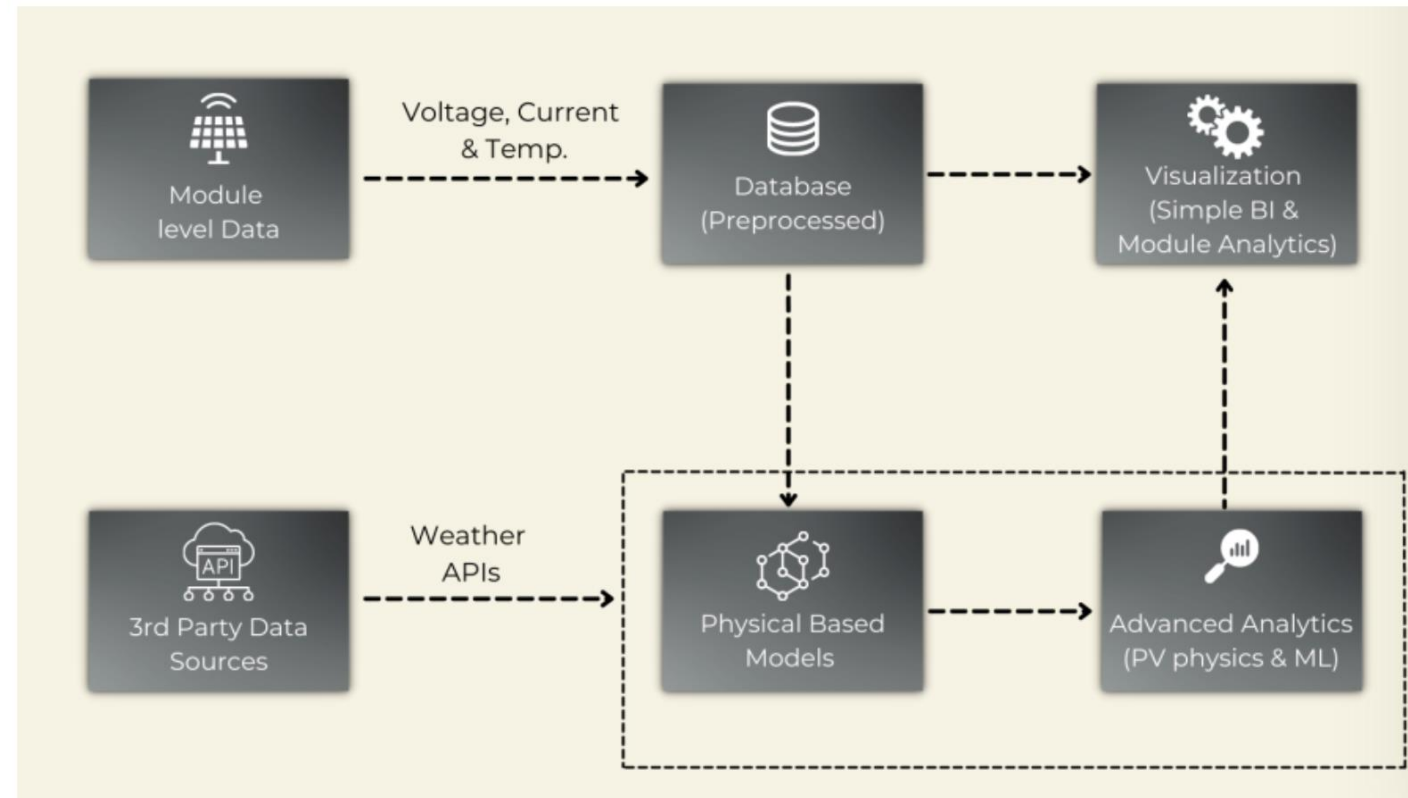 Module
level Data
Voltage, Current
& Temp.
Database
(Preprocessed)
Visualization
(Simple BI &
Module Analytics)
API
3rd Party Data
Sources
Weather
APIs
Physical Based
Models
Advanced Analytics
(PV physics & ML)